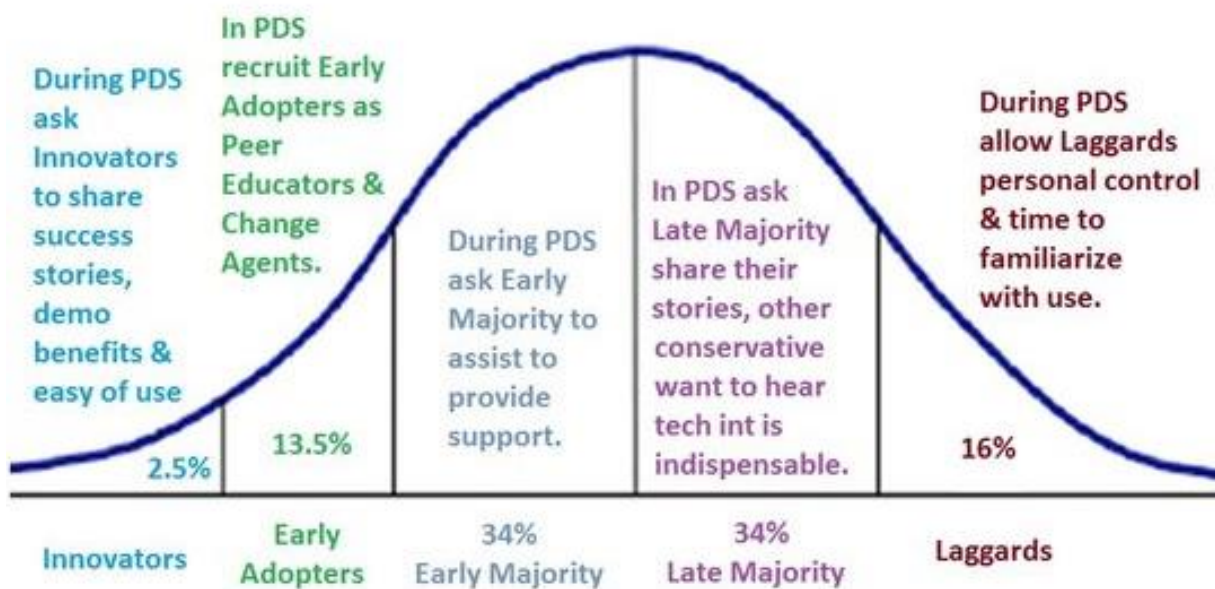 During PDS
ask
Innovators
to share
success
stories,
demo
benefits &
easy of use
2.5%
In PDS
recruit Early
Adopters as
Peer
Educators &
Change
Agents.
13.5%
During PDS
ask Early
Majority to
assist to
provide
support.
In PDS ask
Late Majority
share their
stories, other
conservative
want to hear
tech int is
indispensable.
During PDS
allow Laggards
personal control
& time to
familiarize
with use.
16%
Innovators
Early
Adopters
34%
Early Majority
34%
Late Majority
Laggards